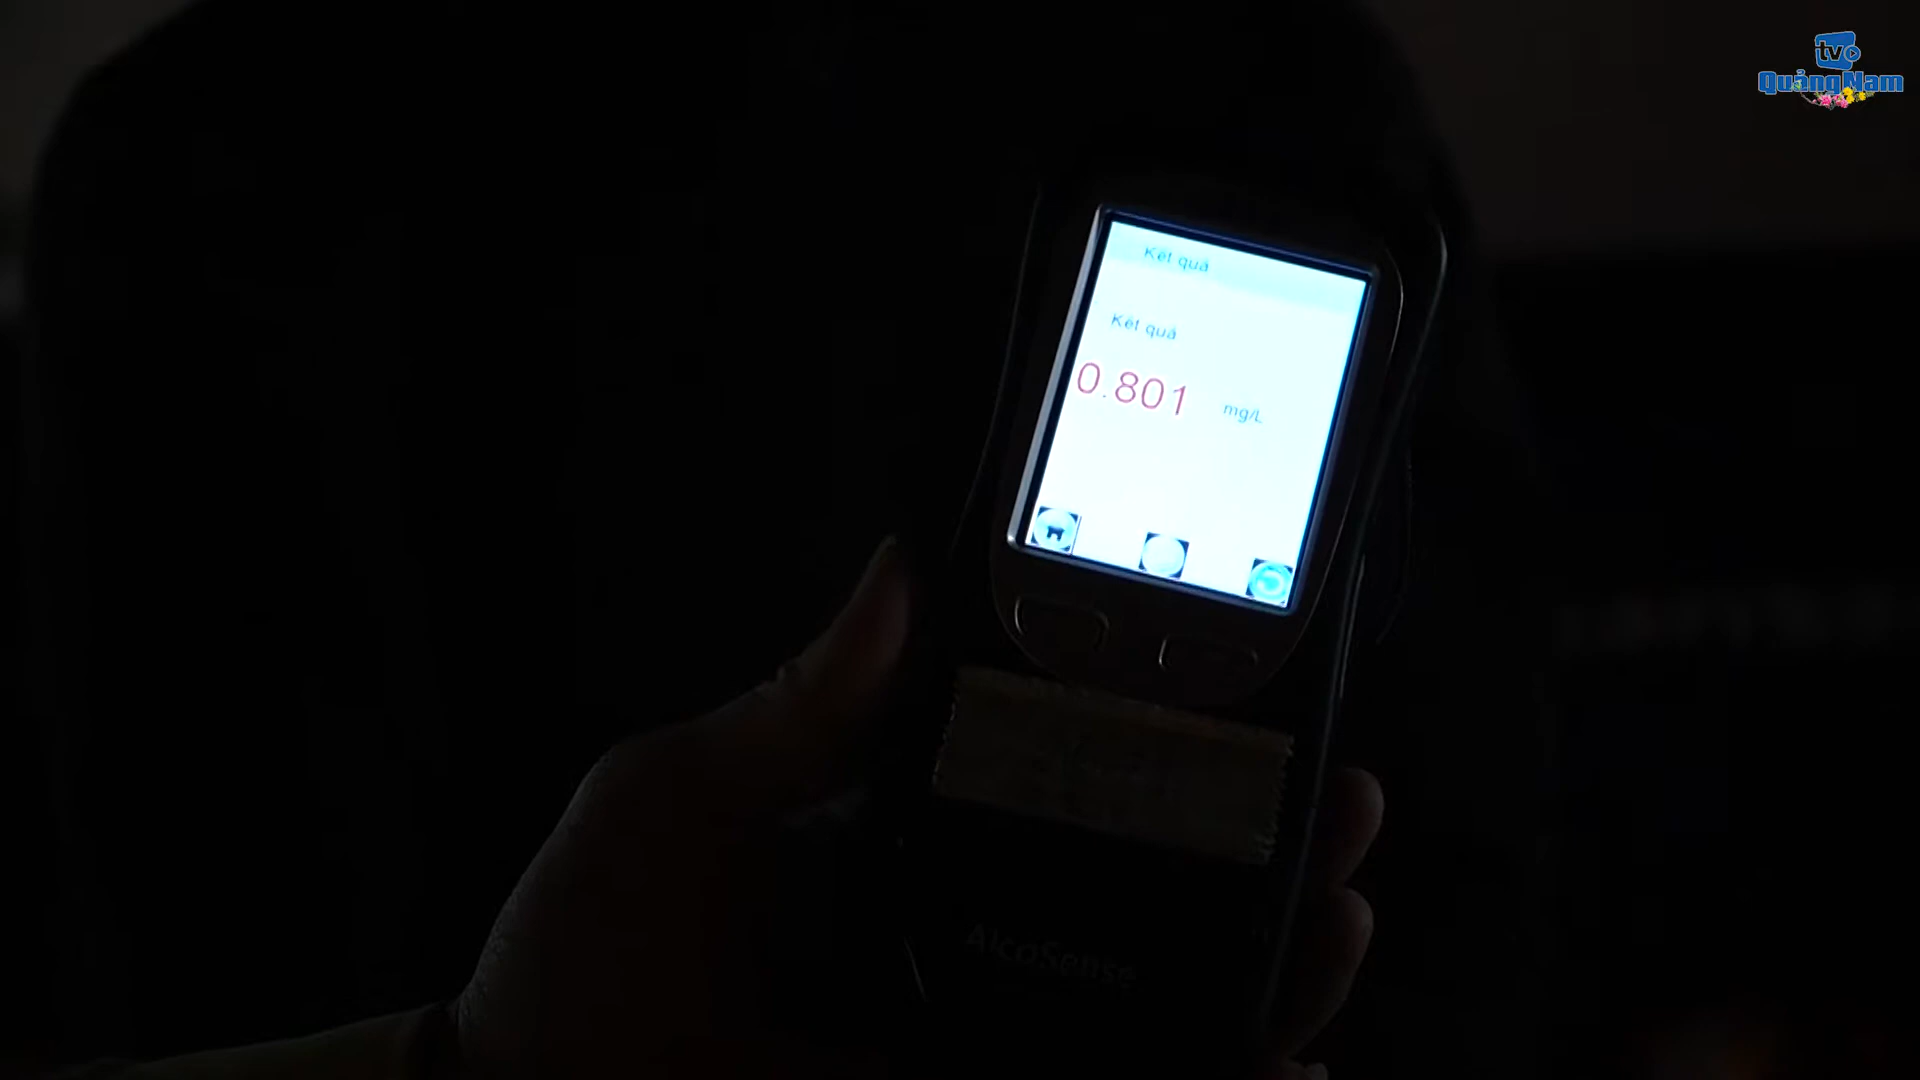 tv
Quảng Nam
Kết quả
Kết quả
0.801 mg/L
AlcoSense